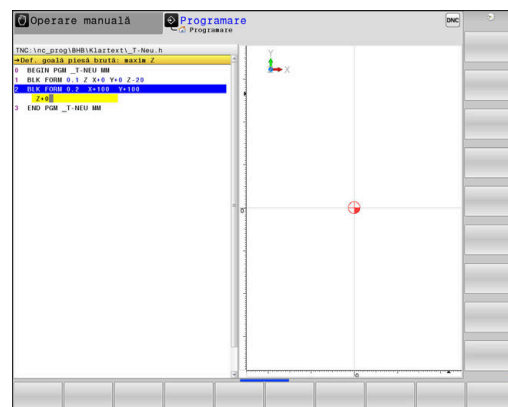 Operare manuală
Programare
Programare
DNC
TNC:\nc_prog\BHB\Klartext\_T-Neu.h
→Def. goală piesă brută: maxim Z
0 BEGIN PGM _T-NEU MM
1 BLK FORM 0.1 Z X+0 Y+0 Z-20
2 BLK FORM 0.2 X+100 Y+100
Z+0
3 END PGM _T-NEU MM
Y
X
0
0